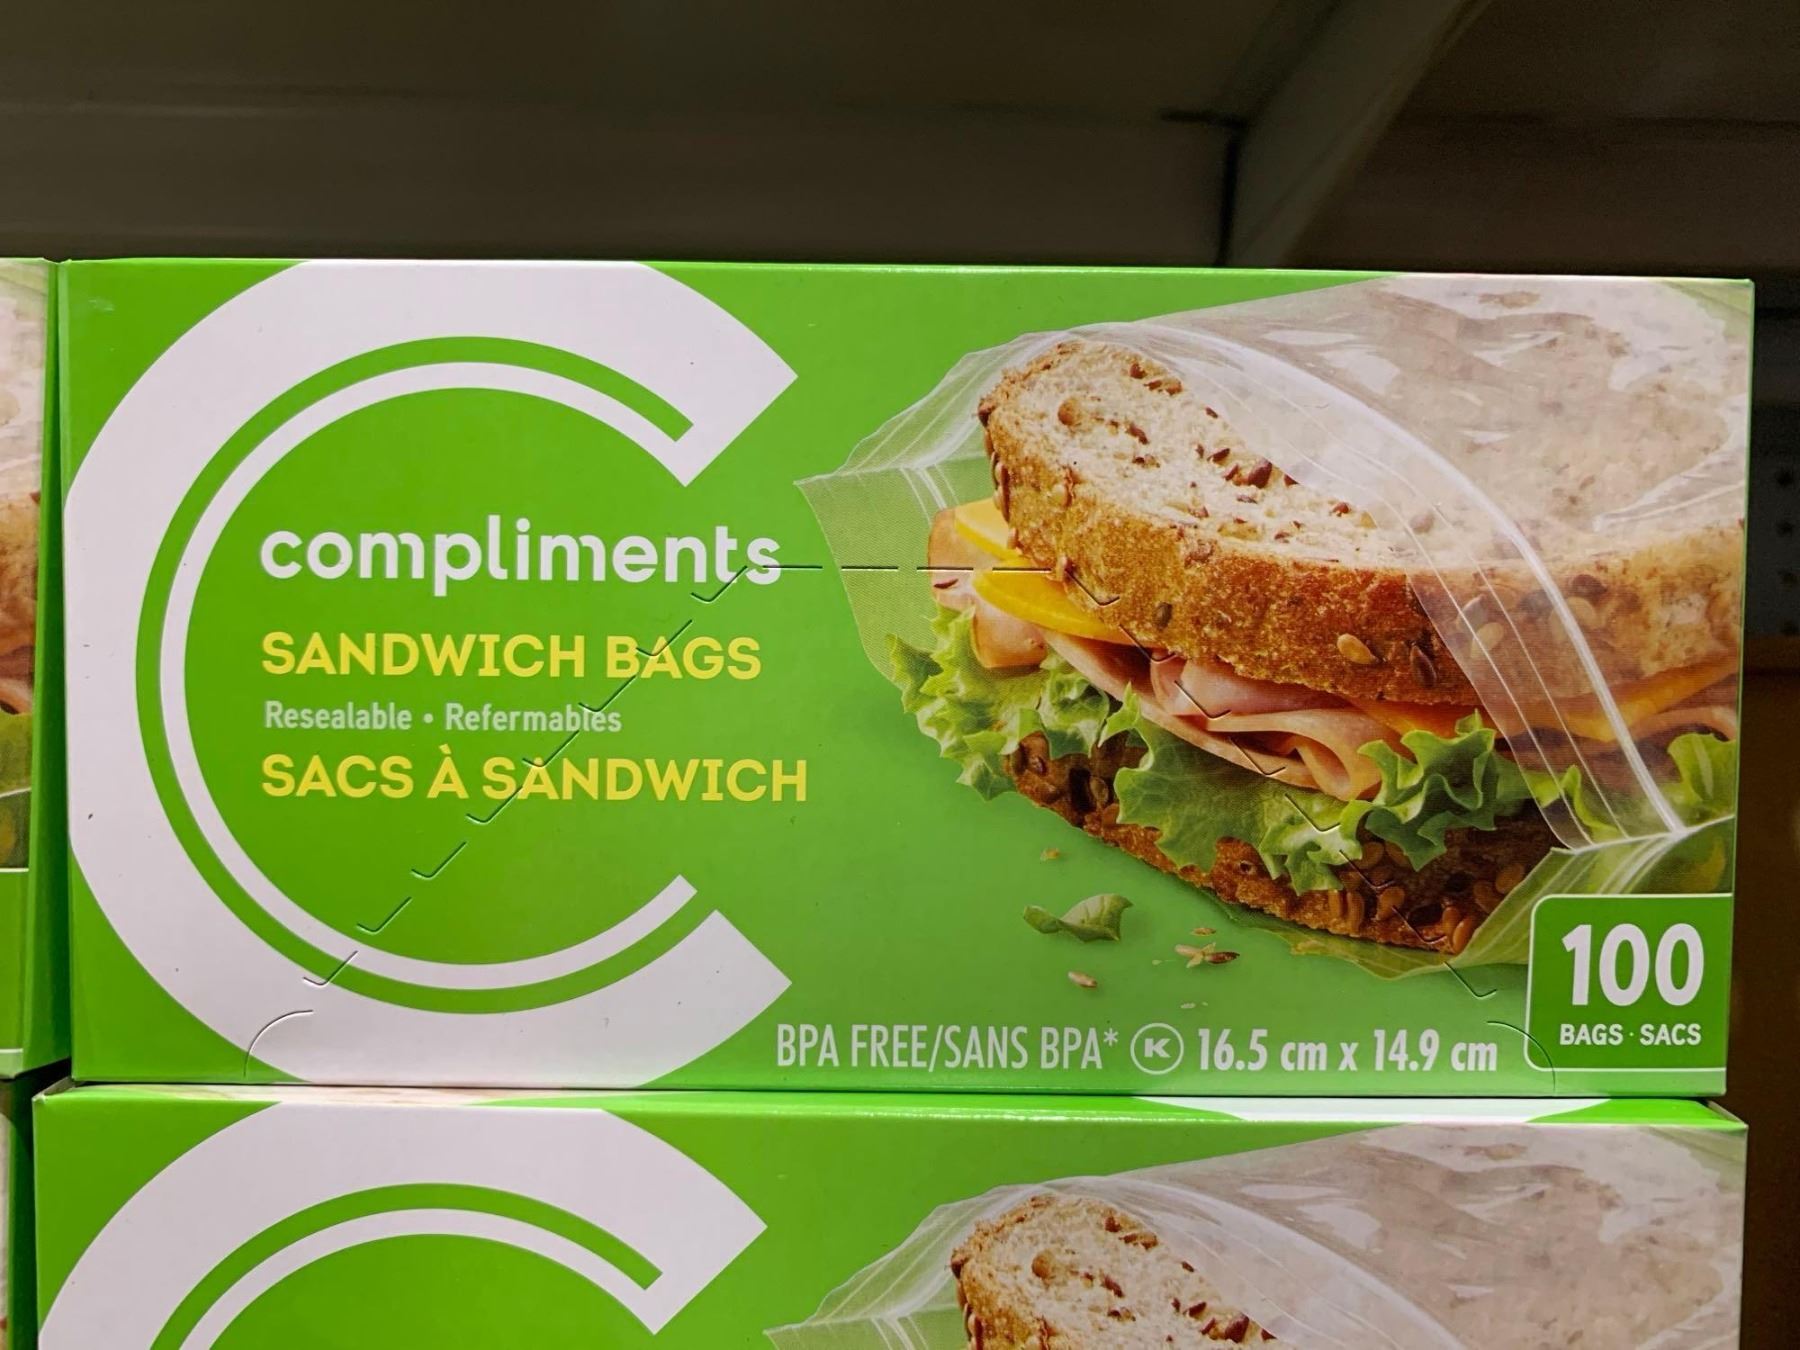 compliments
SANDWICH BAGS
Resealable • Refermables
SACS À SANDWICH
BPA FREE/SANS BPA* K 16.5 cm x 14.9 cm
100
BAGS · SACS